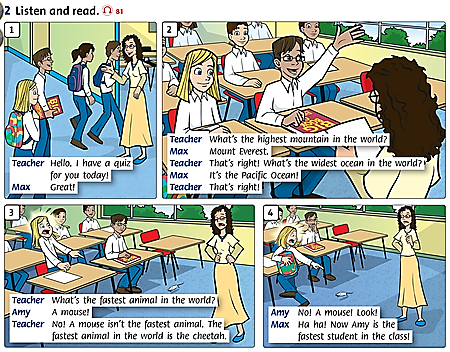 2 Listen and read. 81
1
Teacher Hello, I have a quiz
for you today!
Max Great!
2
Teacher What's the highest mountain in the world?
Max Mount Everest.
Teacher That's right! What's the widest ocean in the world?
Max It's the Pacific Ocean!
Teacher That's right!
3
Teacher What's the fastest animal in the world?
Amy A mouse!
Teacher No! A mouse isn't the fastest animal. The
fastest animal in the world is the cheetah.
4
Amy No! A mouse! Look!
Max Ha ha! Now Amy is the
fastest student in the class!